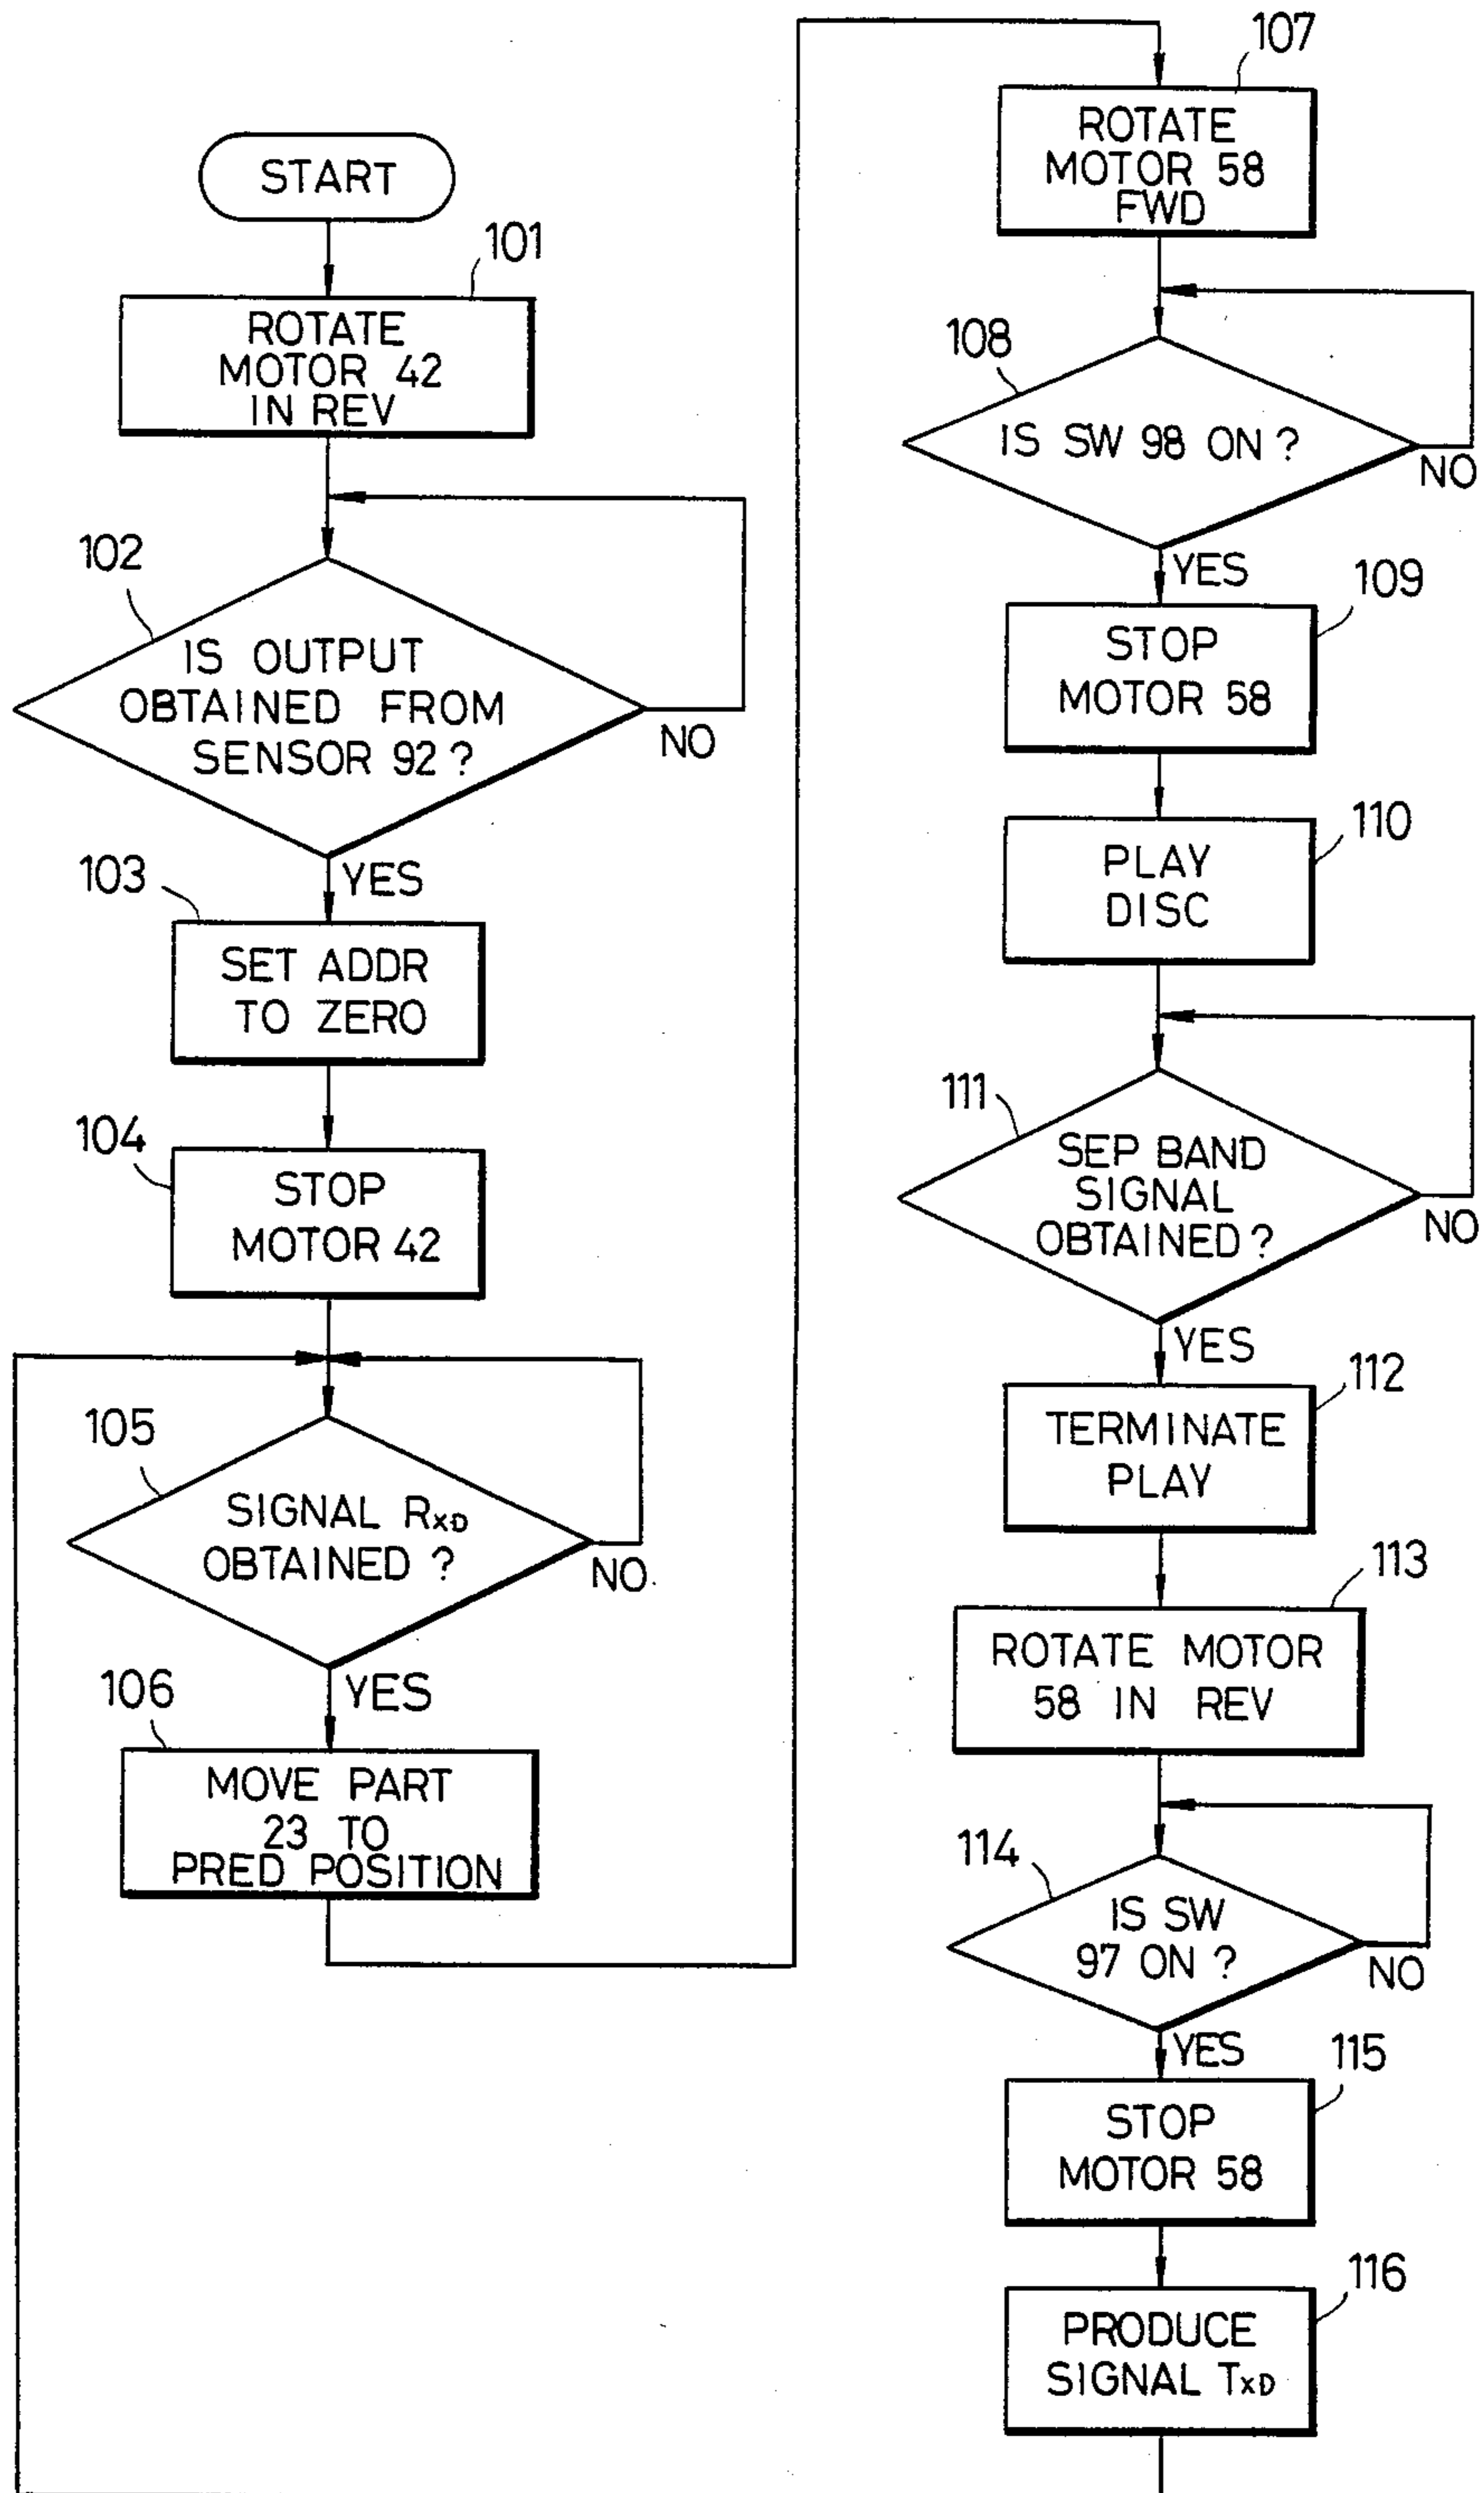 START
101
ROTATE
MOTOR 42
IN REV
102
IS OUTPUT
OBTAINED FROM
SENSOR 92 ?
NO
YES
103
SET ADDR
TO ZERO
104
STOP
MOTOR 42
105
SIGNAL RXD
OBTAINED ?
NO
YES
106
MOVE PART
23 TO
PRED POSITION
107
ROTATE
MOTOR 58
FWD
108
IS SW 98 ON ?
NO
YES
109
STOP
MOTOR 58
110
PLAY
DISC
111
SEP BAND
SIGNAL
OBTAINED ?
NO
YES
112
TERMINATE
PLAY
113
ROTATE MOTOR
58 IN REV
114
IS SW
97 ON ?
NO
YES
115
STOP
MOTOR 58
116
PRODUCE
SIGNAL TXD